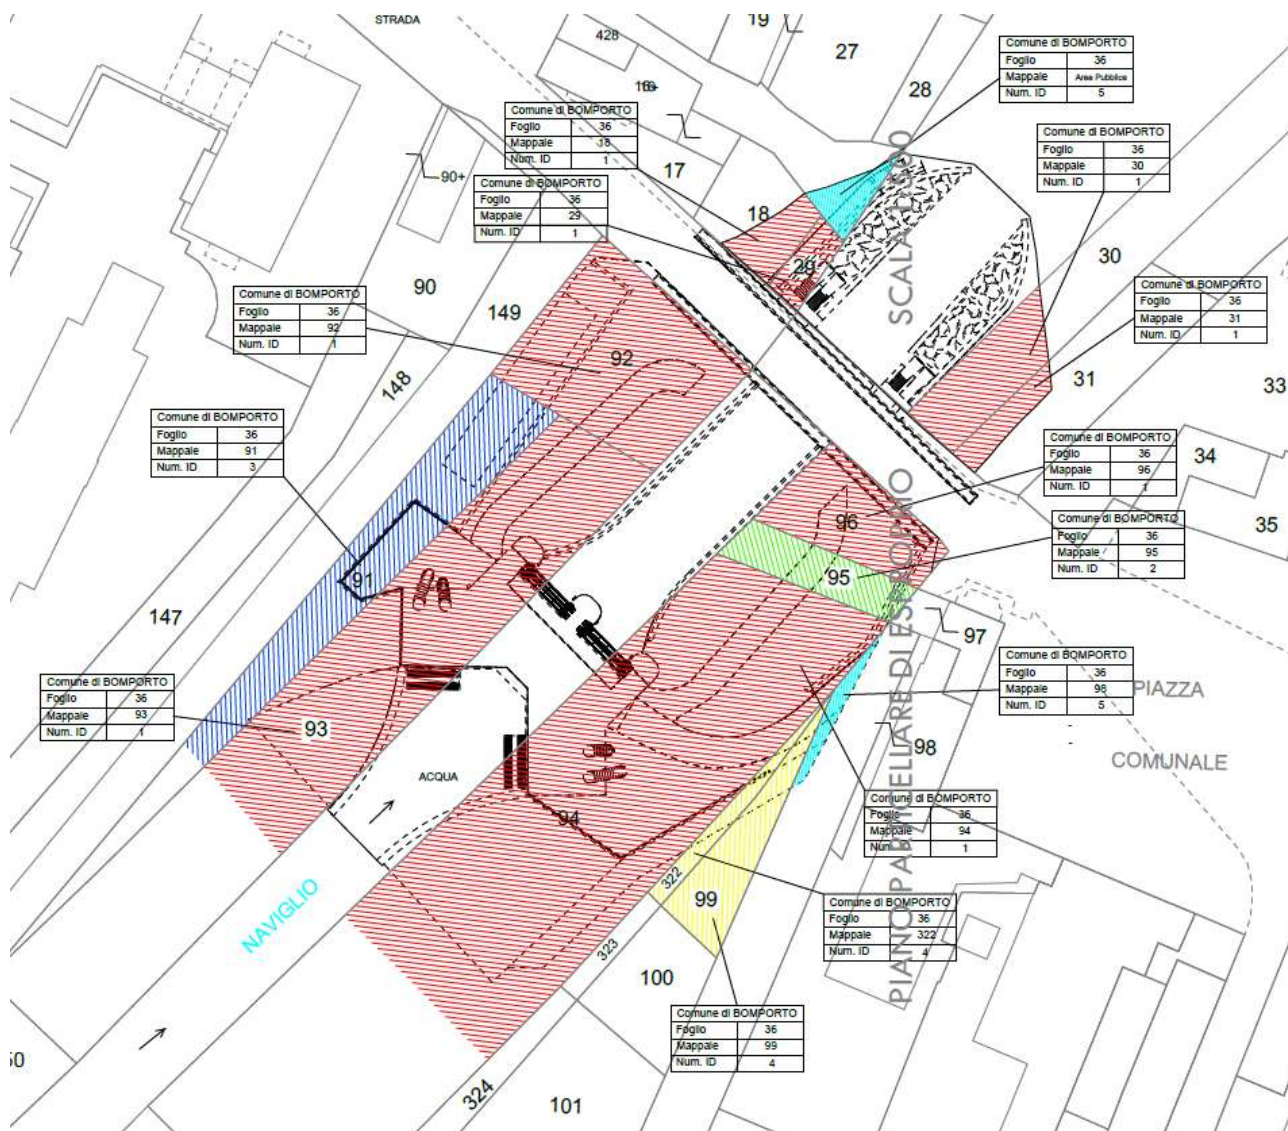 STRADA
19
27
428
16+
28
17
18
90+
90
149
148
147
92
29
30
31
33
34
35
96
95
97
98
91
93
94
99
322
323
324
100
101
50
ACQUA
NAVIGLIO
PIAZZA
COMUNALE
PIANO PARTICELLARE DI ESPROPRIO
Comune di BOMPORTO
Foglio 36
Mappale Area Pubblica
Num. ID 5
Comune di BOMPORTO
Foglio 36
Mappale 18
Num. ID 1
Comune di BOMPORTO
Foglio 36
Mappale 30
Num. ID 1
Comune di BOMPORTO
Foglio 36
Mappale 29
Num. ID 1
Comune di BOMPORTO
Foglio 36
Mappale 31
Num. ID 1
Comune di BOMPORTO
Foglio 36
Mappale 92
Num. ID 1
Comune di BOMPORTO
Foglio 36
Mappale 91
Num. ID 3
Comune di BOMPORTO
Foglio 36
Mappale 96
Num. ID 1
Comune di BOMPORTO
Foglio 36
Mappale 95
Num. ID 2
Comune di BOMPORTO
Foglio 36
Mappale 98
Num. ID 5
Comune di BOMPORTO
Foglio 36
Mappale 93
Num. ID 1
Comune di BOMPORTO
Foglio 36
Mappale 94
Num. ID 1
Comune di BOMPORTO
Foglio 36
Mappale 322
Num. ID 4
Comune di BOMPORTO
Foglio 36
Mappale 99
Num. ID 4